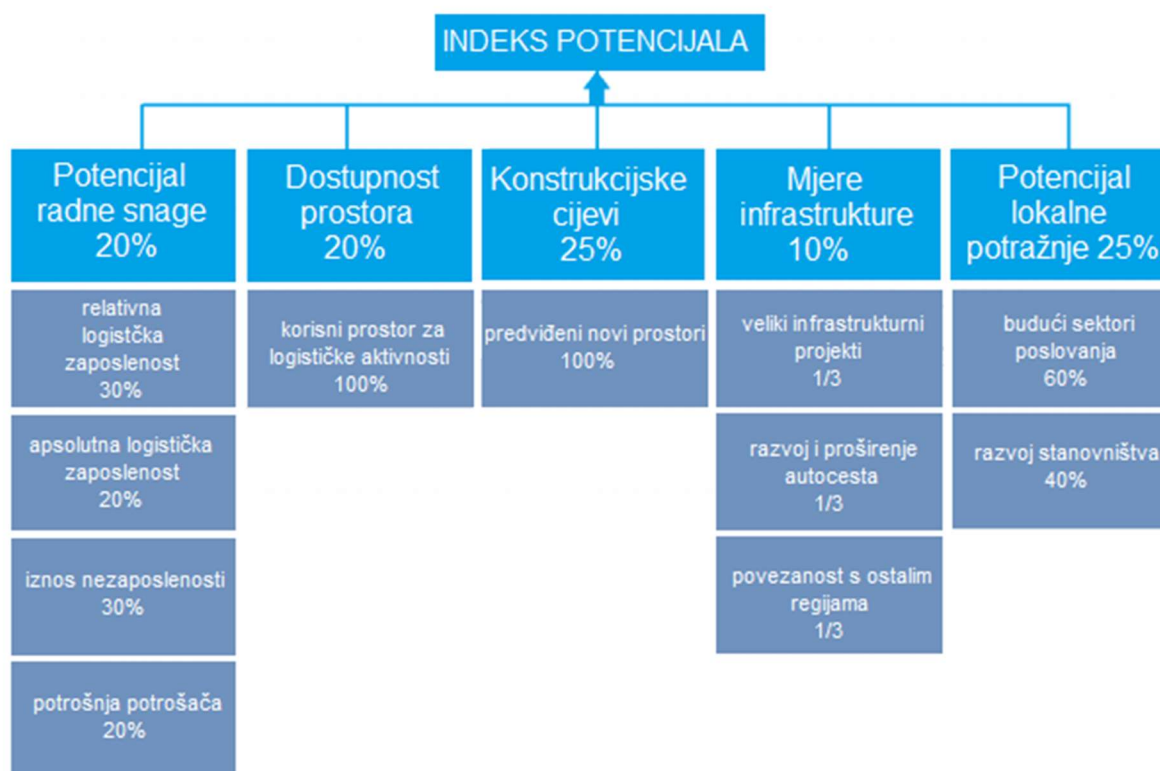 INDEKS POTENCIJALA
Potencijal
radne snage
20%
relativna
logistčka
zaposlenost
30%
apsolutna logistička
zaposlenost
20%
iznos nezaposlenosti
30%
potrošnja potrošača
20%
Dostupnost
prostora
20%
korisni prostor za
logističke aktivnosti
100%
Konstrukcijske
cijevi
25%
predviđeni novi prostori
100%
Mjere
infrastrukture
10%
veliki infrastrukturni
projekti
1/3
razvoj i proširenje
autocesta
1/3
povezanost s ostalim
regijama
1/3
Potencijal
lokalne
potražnje 25%
budući sektori
poslovanja
60%
razvoj stanovništva
40%